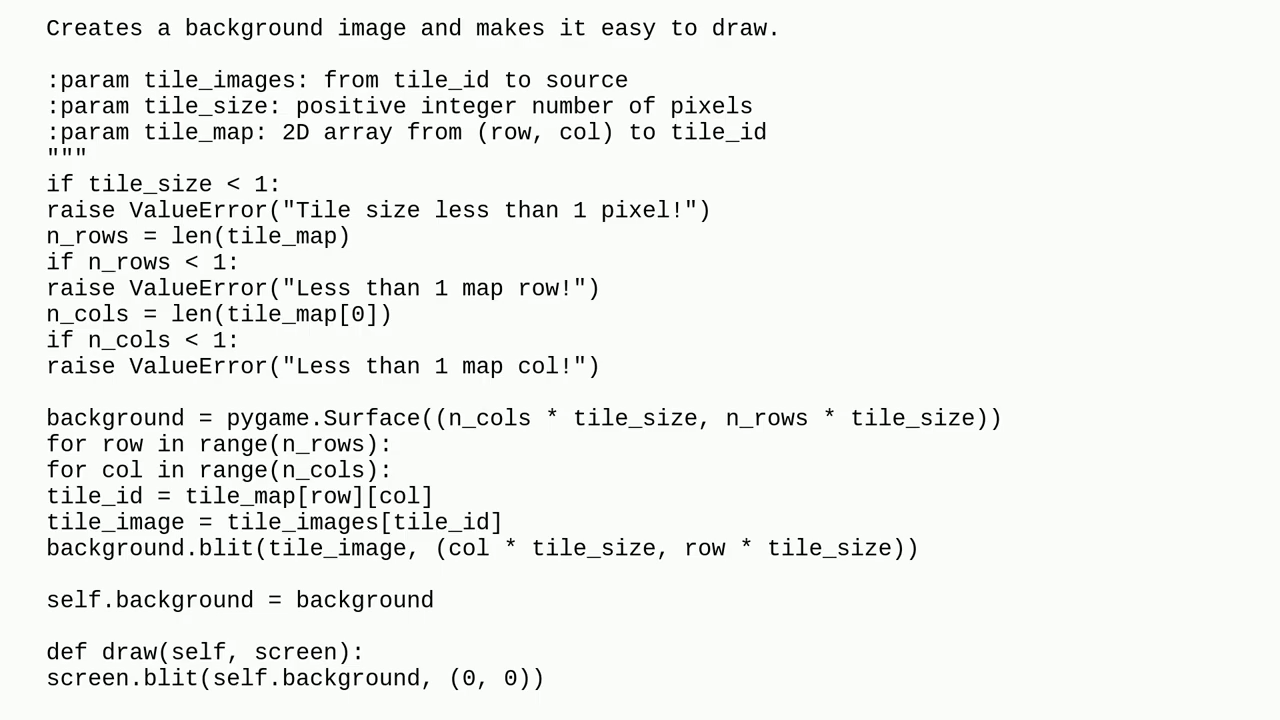 Creates a background image and makes it easy to draw.
:param tile_images: from tile_id to source
:param tile_size: positive integer number of pixels
:param tile_map: 2D array from (row, col) to tile_id
"""
if tile_size < 1:
raise ValueError("Tile size less than 1 pixel!")
n_rows = len(tile_map)
if n_rows < 1:
raise ValueError("Less than 1 map row!")
n_cols = len(tile_map[0])
if n_cols < 1:
raise ValueError("Less than 1 map col!")
background = pygame.Surface((n_cols * tile_size, n_rows * tile_size))
for row in range(n_rows):
for col in range(n_cols):
tile_id = tile_map[row][col]
tile_image = tile_images[tile_id]
background.blit(tile_image, (col * tile_size, row * tile_size))
self.background = background
def draw(self, screen):
screen.blit(self.background, (0, 0))